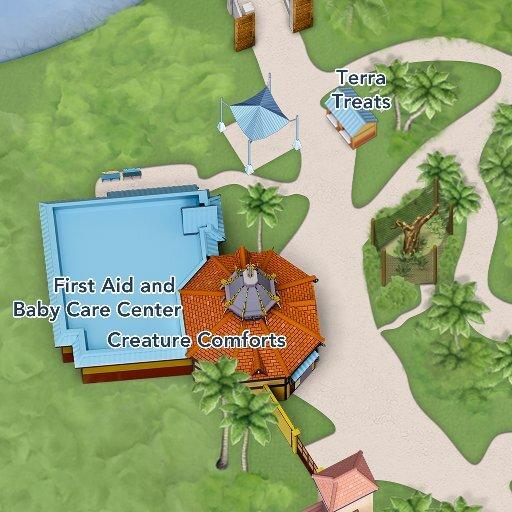 Terra
Treats
First Aid and
Baby Care Center
Creature Comforts